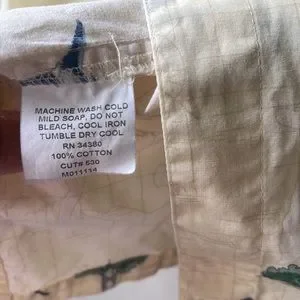 MACHINE WASH COLD
MILD SOAP, DO NOT
BLEACH, COOL IRON
TUMBLE DRY COOL
RN 34380
100% COTTON
CUT# 530
M011114